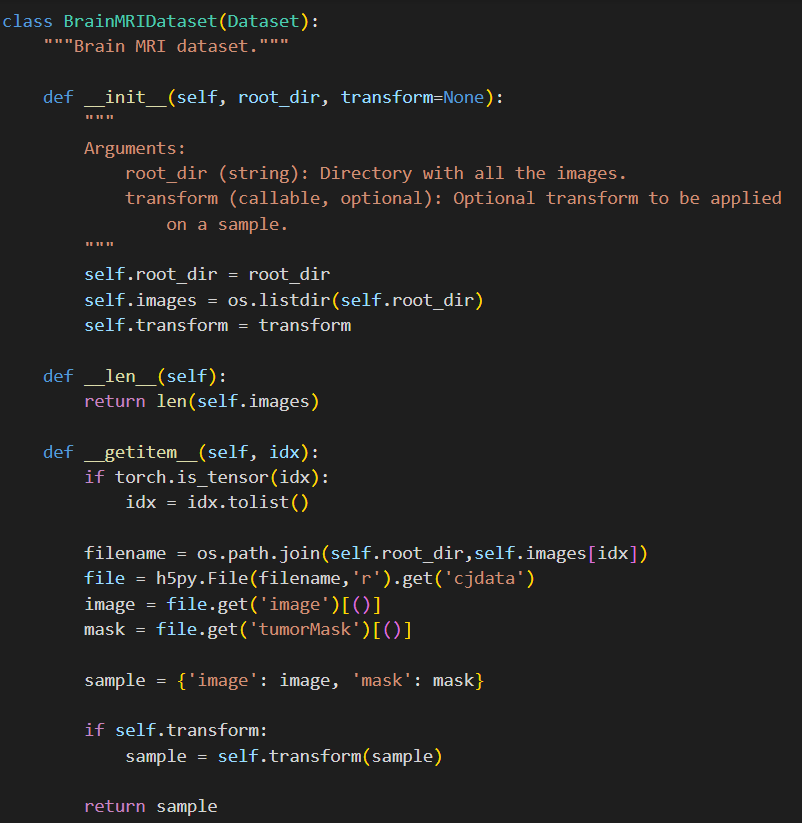 class BrainMRIDataset(Dataset):
    """Brain MRI dataset."""

    def __init__(self, root_dir, transform=None):
        """
        Arguments:
            root_dir (string): Directory with all the images.
            transform (callable, optional): Optional transform to be applied
                on a sample.
        """
        self.root_dir = root_dir
        self.images = os.listdir(self.root_dir)
        self.transform = transform

    def __len__(self):
        return len(self.images)

    def __getitem__(self, idx):
        if torch.is_tensor(idx):
            idx = idx.tolist()

        filename = os.path.join(self.root_dir,self.images[idx])
        file = h5py.File(filename,'r').get('cjdata')
        image = file.get('image')[()]
        mask = file.get('tumorMask')[()]

        sample = {'image': image, 'mask': mask}

        if self.transform:
            sample = self.transform(sample)

        return sample